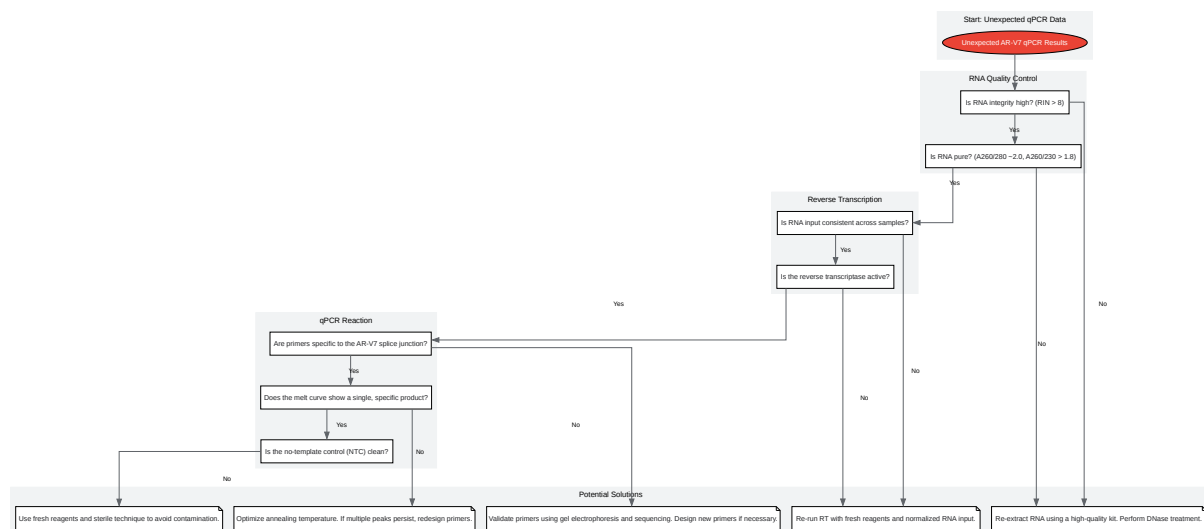 Start: Unexpected qPCR Data
Unexpected AR-V7 qPCR Results
RNA Quality Control
Is RNA integrity high? (RIN > 8)
Yes
Is RNA pure? (A260/280 ~2.0, A260/230 > 1.8)
Yes
Reverse Transcription
Is RNA input consistent across samples?
Yes
Is the reverse transcriptase active?
Yes
No
qPCR Reaction
Are primers specific to the AR-V7 splice junction?
No
Yes
No
Does the melt curve show a single, specific product?
No
Yes
No
Is the no-template control (NTC) clean?
No
No
Potential Solutions
Use fresh reagents and sterile technique to avoid contamination.
Optimize annealing temperature. If multiple peaks persist, redesign primers.
Validate primers using gel electrophoresis and sequencing. Design new primers if necessary.
Re-run RT with fresh reagents and normalized RNA input.
Re-extract RNA using a high-quality kit. Perform DNase